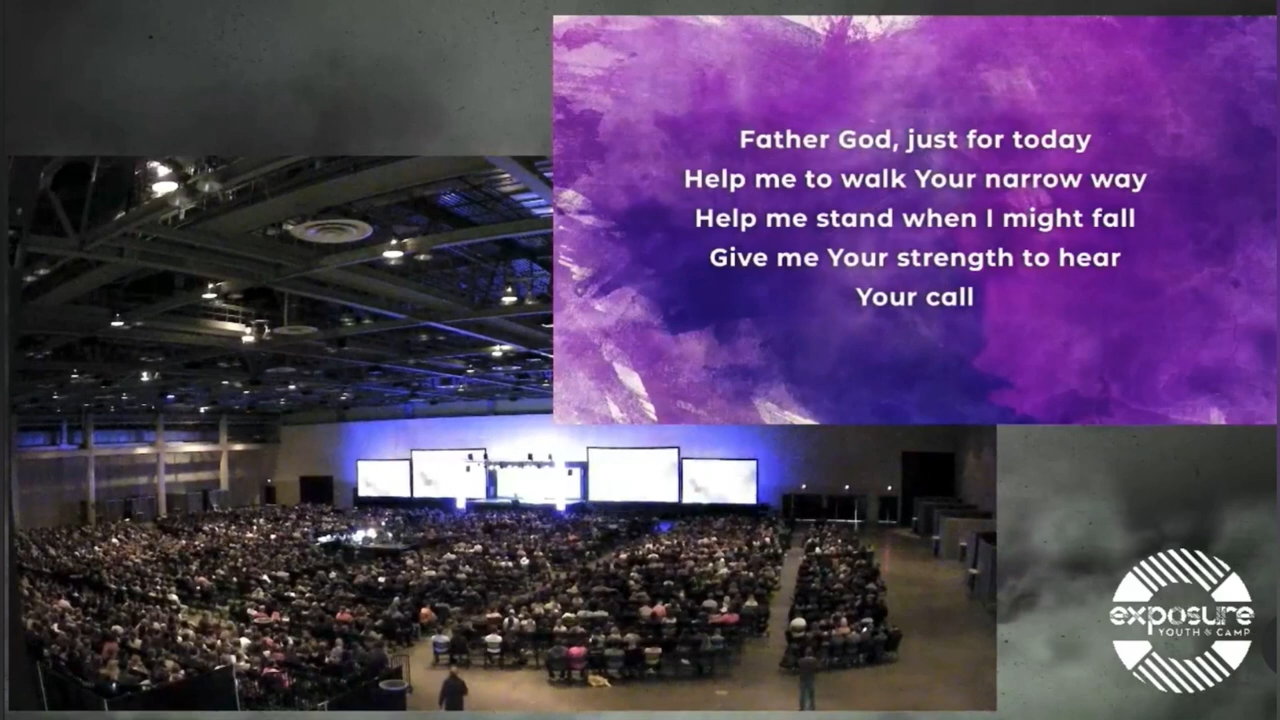 Father God, just for today
Help me to walk Your narrow way
Help me stand when I might fall
Give me Your strength to hear
Your call
exposure
YOUTH & CAMP